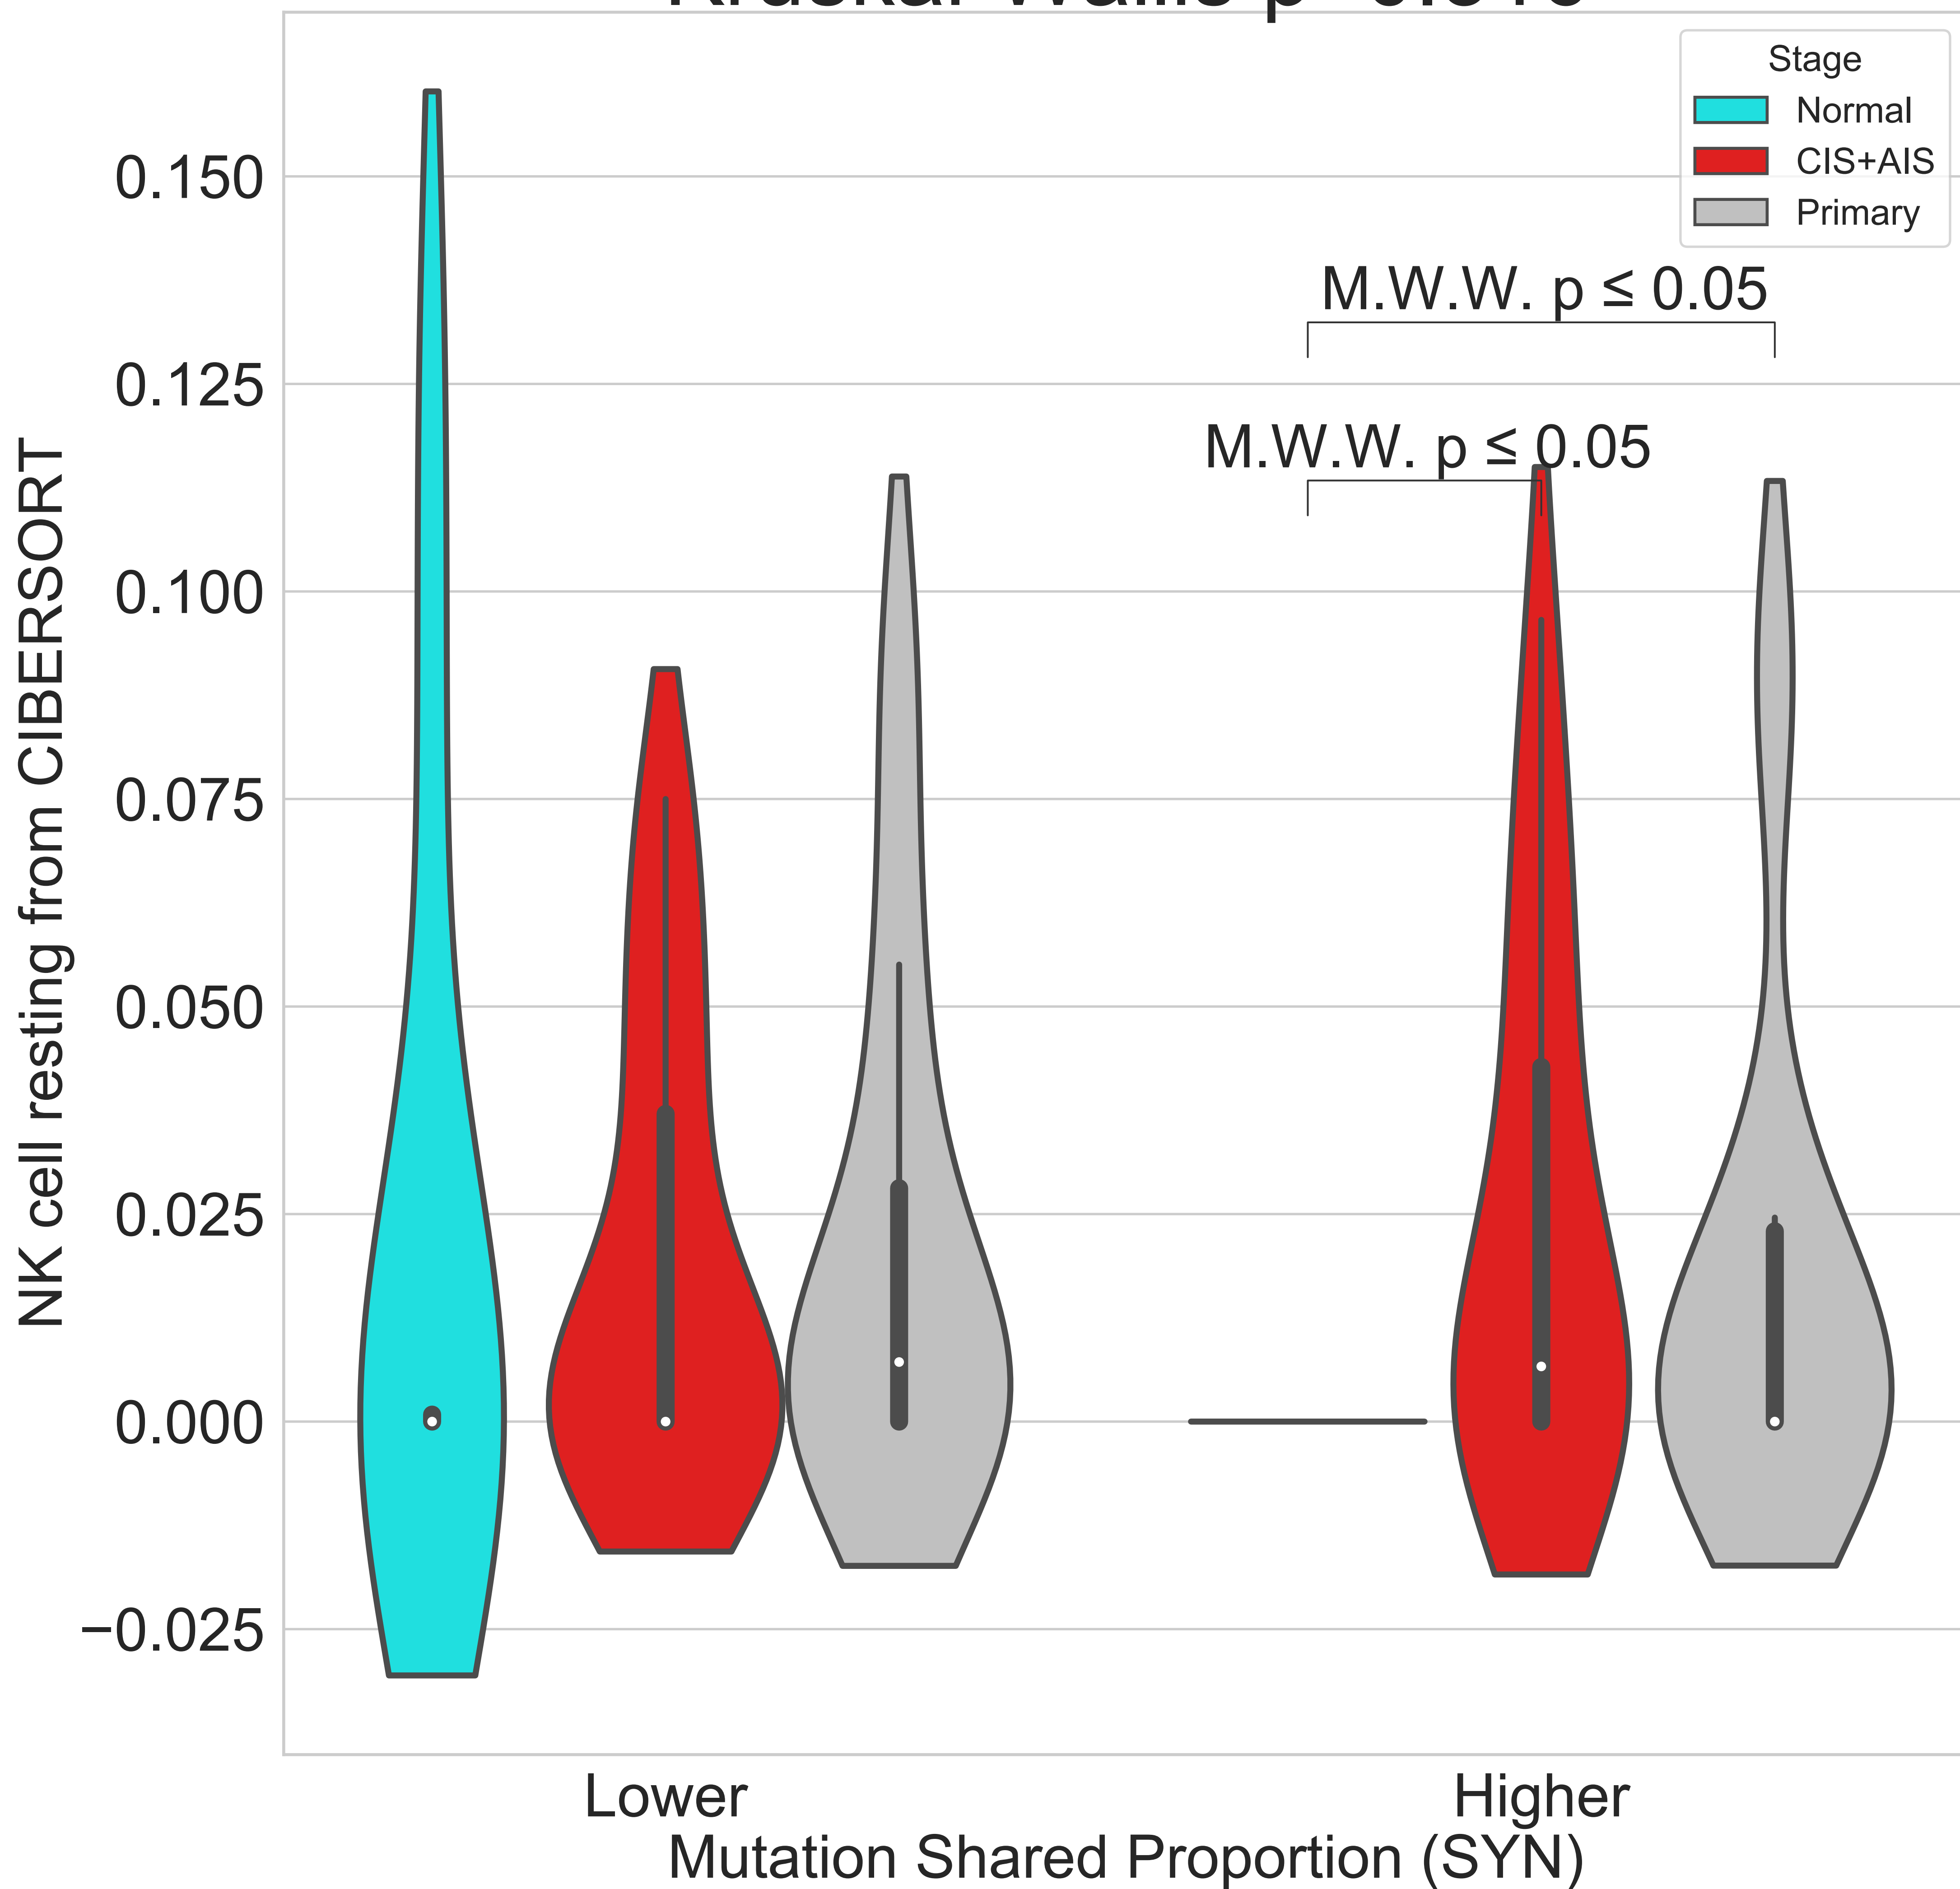 Stage
Normal
CIS+AIS
Primary
M.W.W. p ≤ 0.05
M.W.W. p ≤ 0.05
0.150
0.125
0.100
0.075
0.050
0.025
0.000
−0.025
NK cell resting from CIBERSORT
Lower
Higher
Mutation Shared Proportion (SYN)